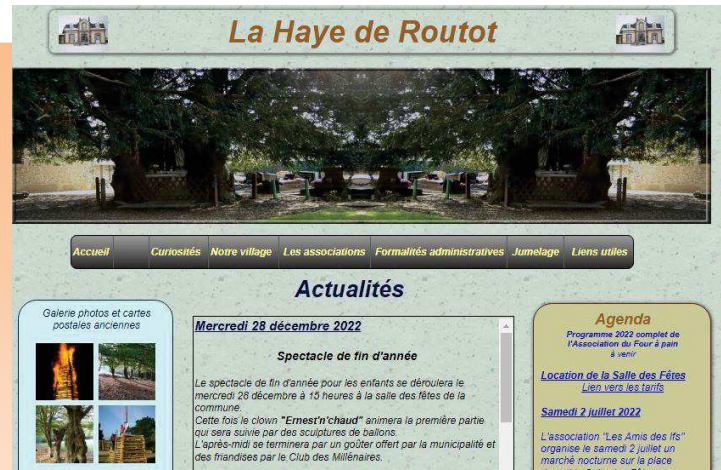 La Haye de Routot
Accueil Curiosités Notre village Les associations Formalités administratives Jumelage Liens utiles
Actualités
Galerie photos et cartes
postales anciennes
Mercredi 28 décembre 2022
Spectacle de fin d'année
Le spectacle de fin d'année pour les enfants se déroulera le
mercredi 28 décembre à 15 heures à la salle des fêtes de la
commune.
Cette fois le clown "Ernest'n'chaud" animera la première partie
qui sera suivie par des sculptures de ballons.
L'après-midi se terminera par un goûter offert par la municipalité et
des friandises par le Club des Millénaires.
Agenda
Programme 2022 complet de
l'Association du Four à pain
à venir
Location de la Salle des Fêtes
Lien vers les tarifs
Samedi 2 juillet 2022
L'association "Les Amis des Ifs"
organise le samedi 2 juillet un
marché nocturne sur la place